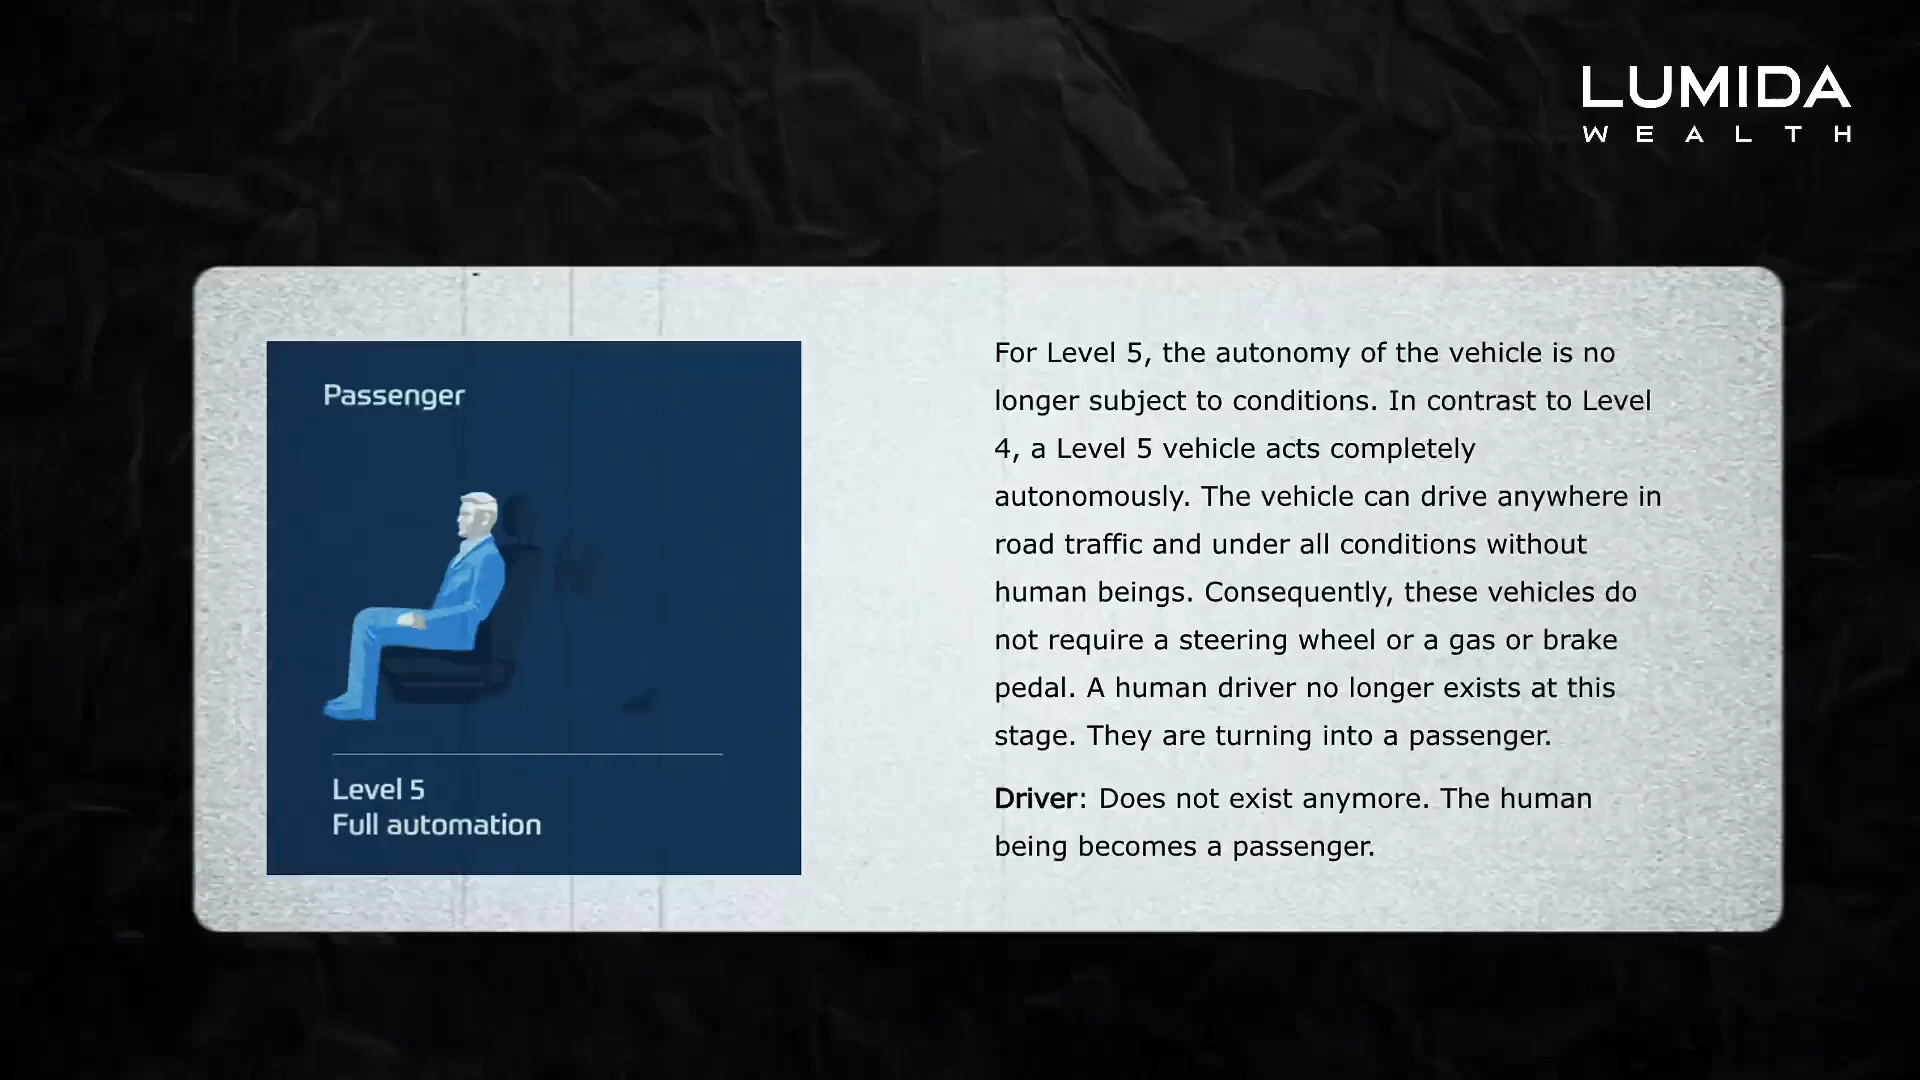 LUMIDA
WEALTH
Passenger
Level 5
Full automation
For Level 5, the autonomy of the vehicle is no
longer subject to conditions. In contrast to Level
4, a Level 5 vehicle acts completely
autonomously. The vehicle can drive anywhere in
road traffic and under all conditions without
human beings. Consequently, these vehicles do
not require a steering wheel or a gas or brake
pedal. A human driver no longer exists at this
stage. They are turning into a passenger.
Driver: Does not exist anymore. The human
being becomes a passenger.